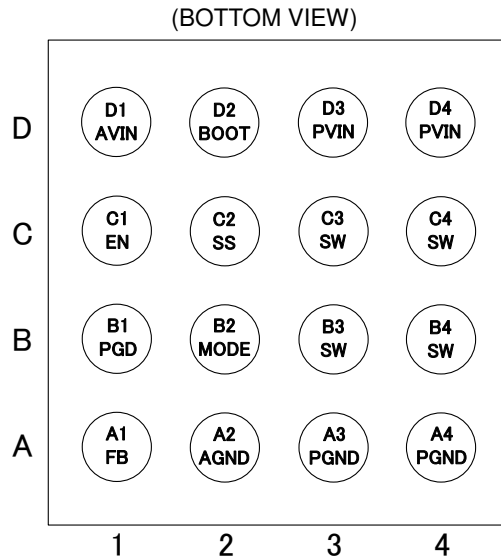 (BOTTOM VIEW)
D
D1
AVIN
D2
BOOT
D3
PVIN
D4
PVIN
C
C1
EN
C2
SS
C3
SW
C4
SW
B
B1
PGD
B2
MODE
B3
SW
B4
SW
A
A1
FB
A2
AGND
A3
PGND
A4
PGND
1 2 3 4